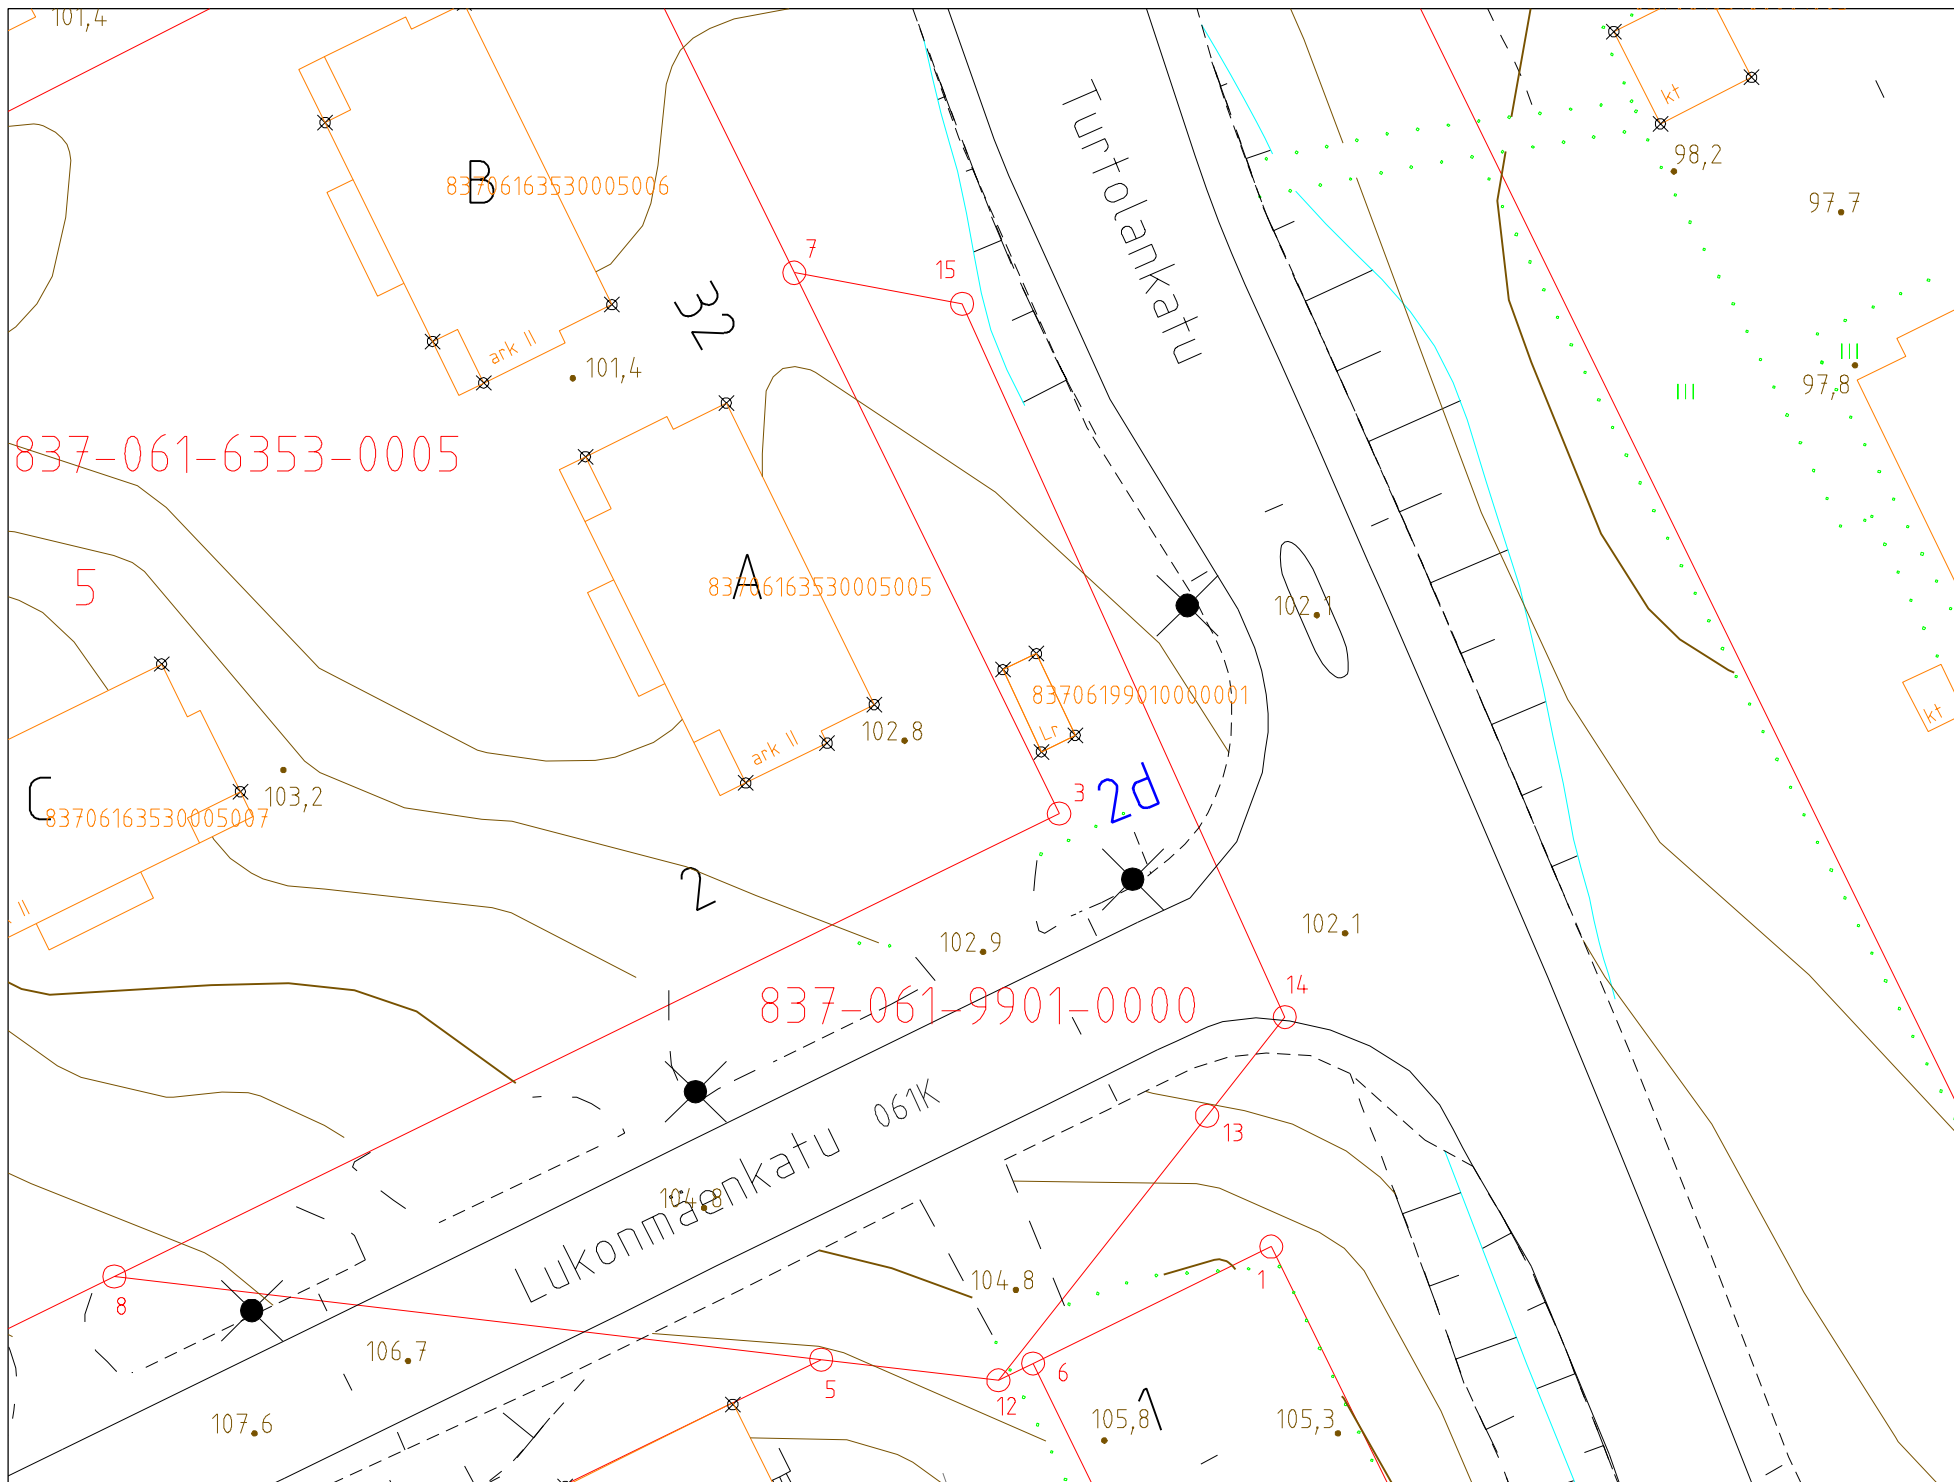 101,4
kt
98,2
97.7
B
83706163530005006
Turtolankatu
7
15
32
ark II
101,4
III
III
97,8
837-061-6353-0005
5
A
83706163530005005
102.1
83706199010000001
Lr
kt
102.8
ark II
2d
3
C
83706163530005007
103,2
2
II
102.9
102.1
837-061-9901-0000
14
061K
13
Lukonmäenkatu
104.8
1
104.8
8
106.7
5
6
12
107.6
105,8
1
105,3